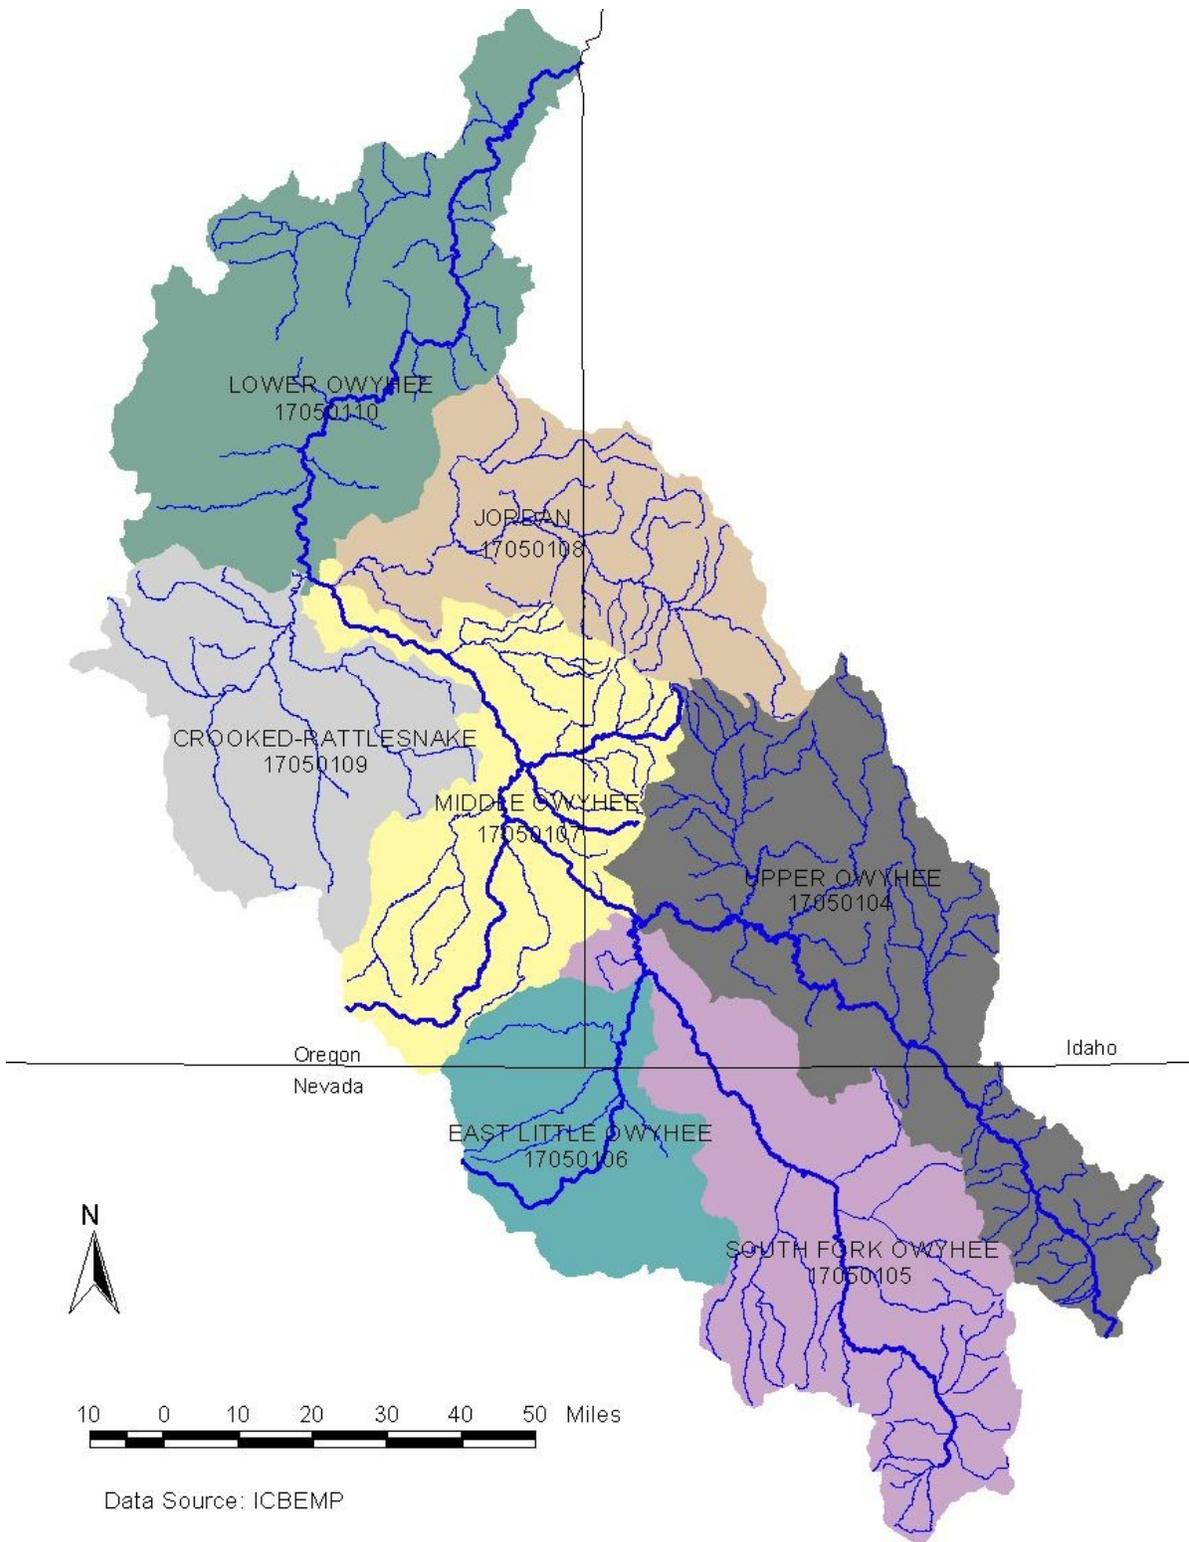 LOWER OWYHEE
17050110
JORDAN
17050108
CROOKED-RATTLESNAKE
17050109
MIDDLE OWYHEE
17050107
UPPER OWYHEE
17050104
Oregon
Nevada
Idaho
EAST LITTLE OWYHEE
17050106
N
SOUTH FORK OWYHEE
17050105
10 0 10 20 30 40 50 Miles
Data Source: ICBEMP